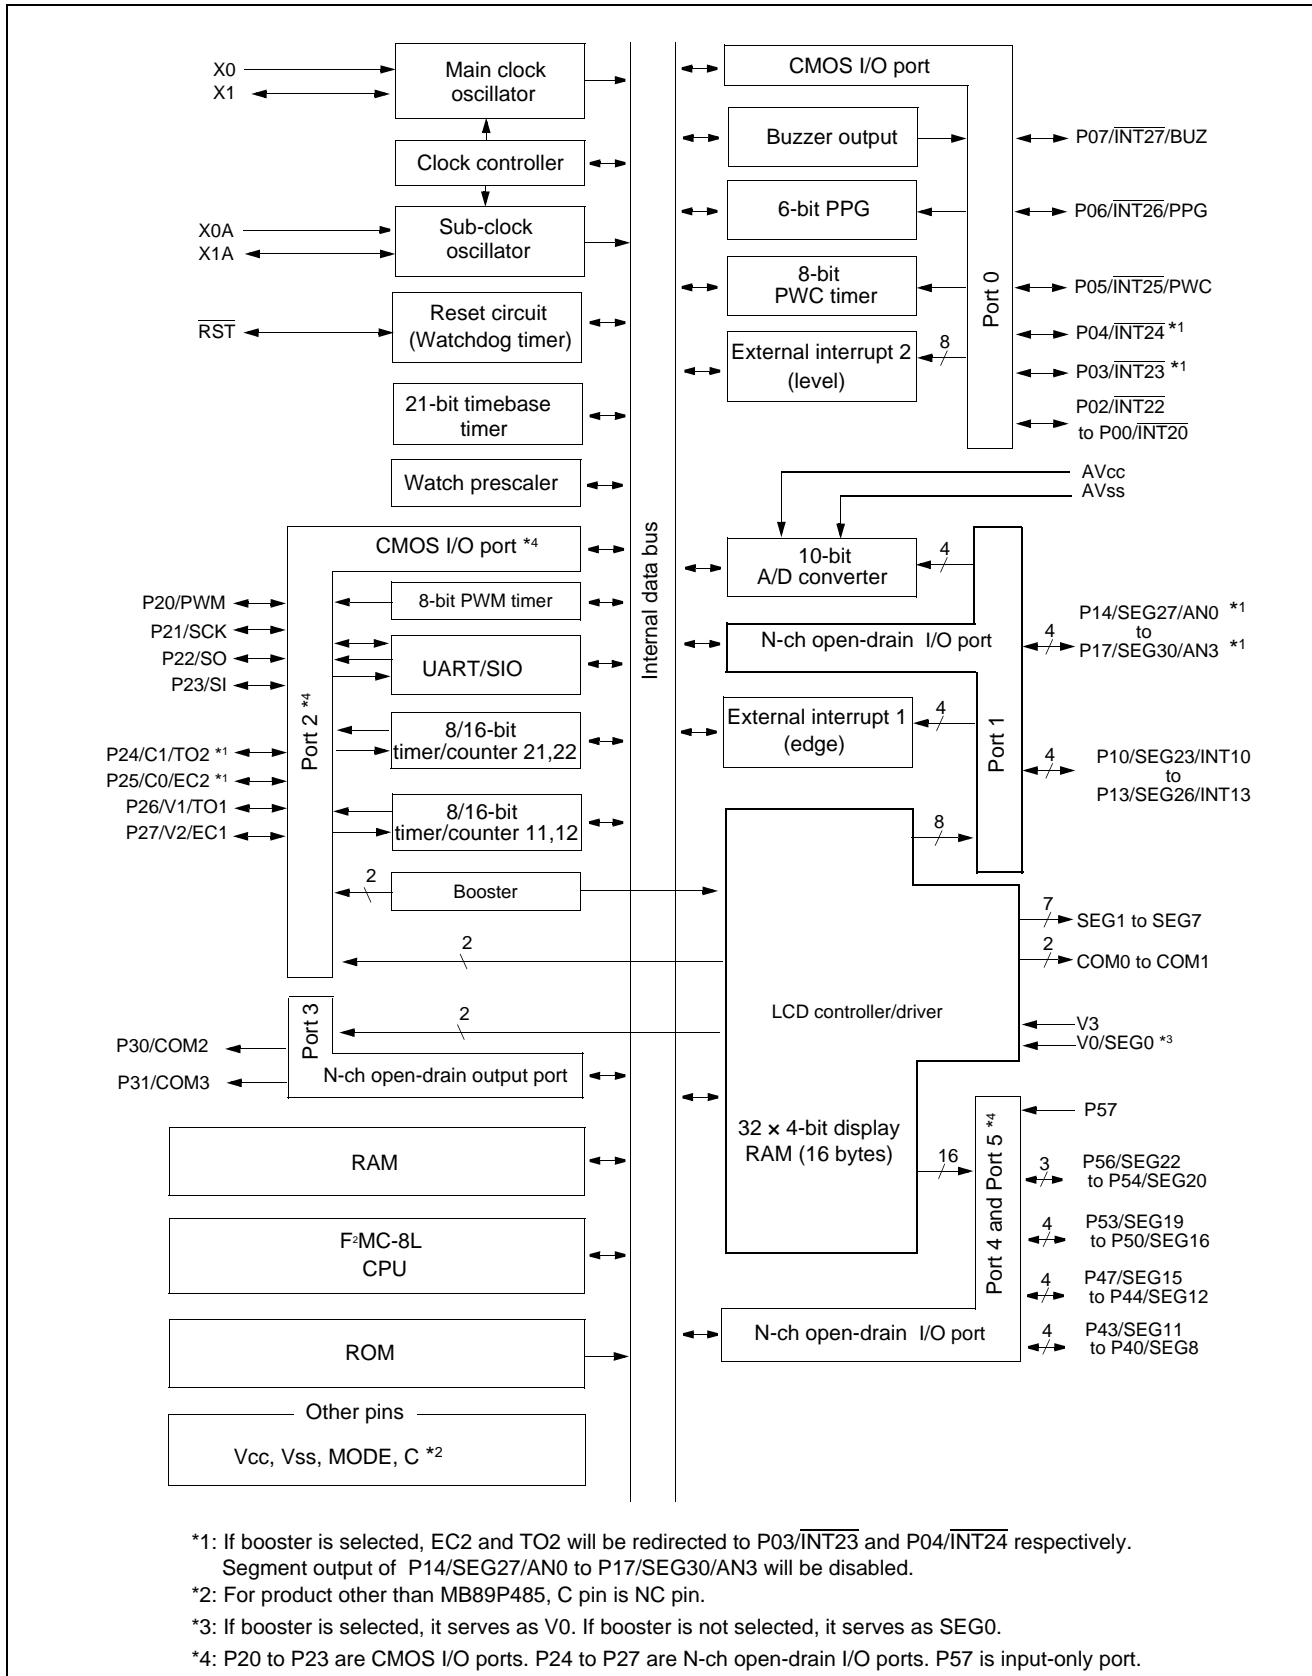 X0
X1
Main clock
oscillator
Clock controller
X0A
X1A
Sub-clock
oscillator
RST
Reset circuit
(Watchdog timer)
21-bit timebase
timer
Watch prescaler
CMOS I/O port *4
8-bit PWM timer
P20/PWM
P21/SCK
P22/SO
P23/SI
UART/SIO
Port 2 *4
P24/C1/TO2 *1
P25/C0/EC2 *1
P26/V1/TO1
P27/V2/EC1
8/16-bit
timer/counter 21,22
8/16-bit
timer/counter 11,12
2
Booster
2
Port 3
2
P30/COM2
P31/COM3
N-ch open-drain output port
RAM
F²MC-8L
CPU
ROM
Other pins
Vcc, Vss, MODE, C *2
Internal data bus
CMOS I/O port
Buzzer output
6-bit PPG
8-bit
PWC timer
External interrupt 2
(level)
8
Port 0
P07/INT27/BUZ
P06/INT26/PPG
P05/INT25/PWC
P04/INT24 *1
P03/INT23 *1
P02/INT22
to P00/INT20
AVcc
AVss
10-bit
A/D converter
4
N-ch open-drain I/O port
External interrupt 1
(edge)
4
Port 1
4
P14/SEG27/AN0 *1
to
P17/SEG30/AN3 *1
4
P10/SEG23/INT10
to
P13/SEG26/INT13
8
7
SEG1 to SEG7
2
COM0 to COM1
LCD controller/driver
V3
V0/SEG0 *3
32 × 4-bit display
RAM (16 bytes)
16
Port 4 and Port 5 *4
P57
3
P56/SEG22
to P54/SEG20
4
P53/SEG19
to P50/SEG16
4
P47/SEG15
to P44/SEG12
4
P43/SEG11
to P40/SEG8
N-ch open-drain I/O port
*1: If booster is selected, EC2 and TO2 will be redirected to P03/INT23 and P04/INT24 respectively.
Segment output of P14/SEG27/AN0 to P17/SEG30/AN3 will be disabled.
*2: For product other than MB89P485, C pin is NC pin.
*3: If booster is selected, it serves as V0. If booster is not selected, it serves as SEG0.
*4: P20 to P23 are CMOS I/O ports. P24 to P27 are N-ch open-drain I/O ports. P57 is input-only port.